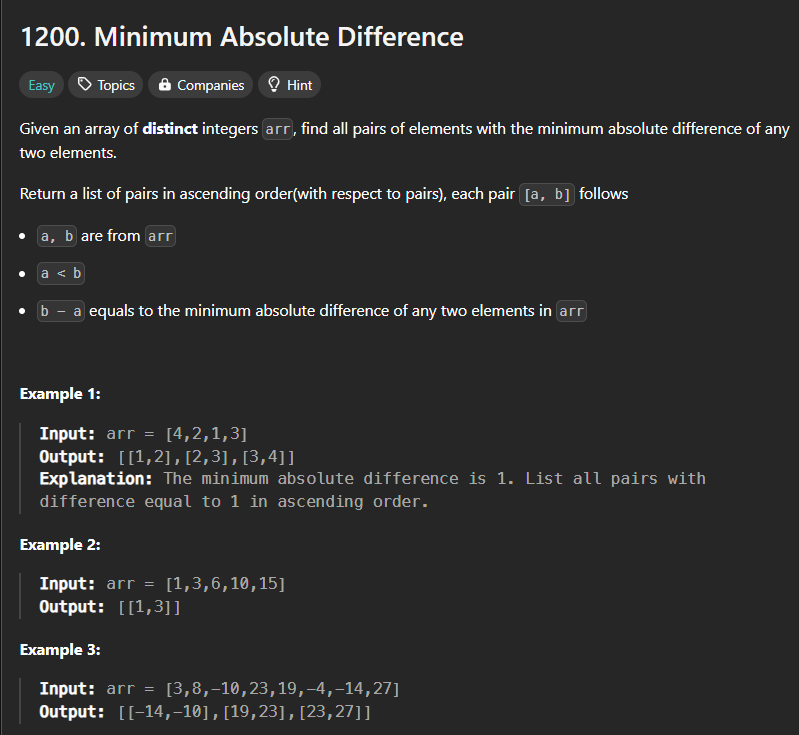 1200. Minimum Absolute Difference
Easy Topics Companies Hint
Given an array of distinct integers arr, find all pairs of elements with the minimum absolute difference of any
two elements.
Return a list of pairs in ascending order(with respect to pairs), each pair [a, b] follows
• a, b are from arr
• a < b
• b - a equals to the minimum absolute difference of any two elements in arr
Example 1:
Input: arr = [4,2,1,3]
Output: [[1,2],[2,3],[3,4]]
Explanation: The minimum absolute difference is 1. List all pairs with
difference equal to 1 in ascending order.
Example 2:
Input: arr = [1,3,6,10,15]
Output: [[1,3]]
Example 3:
Input: arr = [3,8,-10,23,19,-4,-14,27]
Output: [[-14,-10],[19,23],[23,27]]